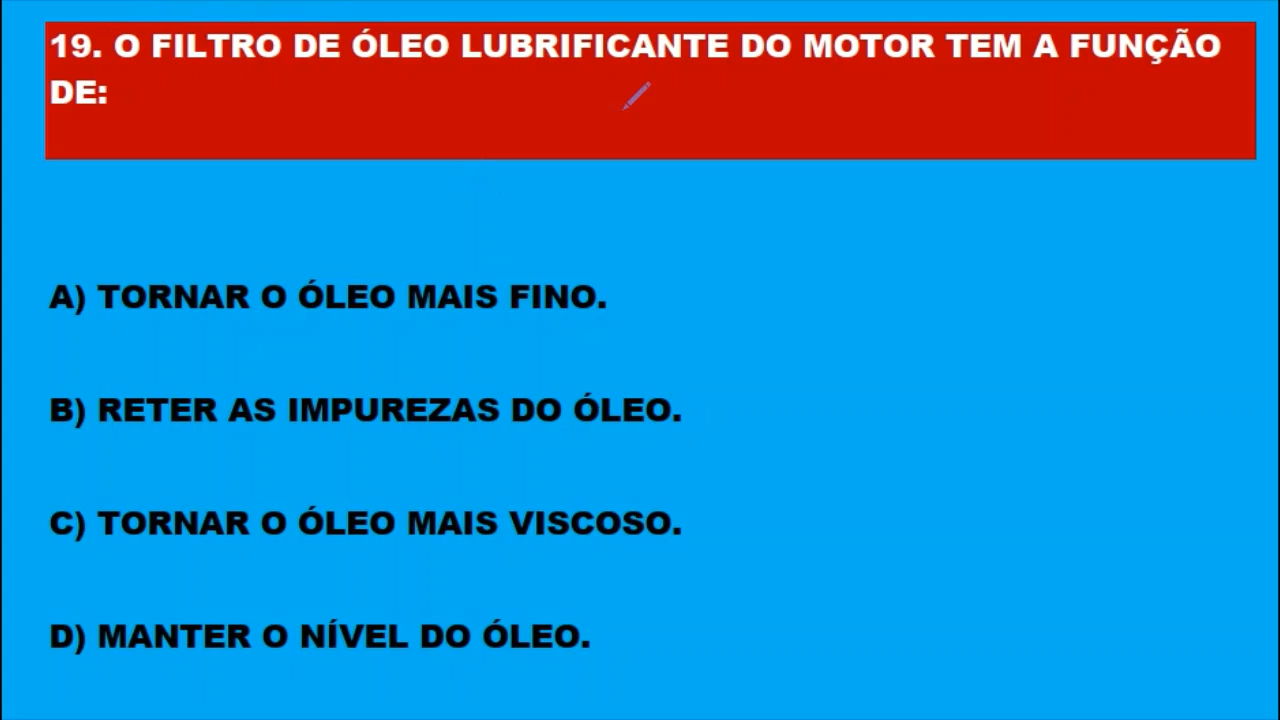 19. O FILTRO DE ÓLEO LUBRIFICANTE DO MOTOR TEM A FUNÇÃO
DE:
A) TORNAR O ÓLEO MAIS FINO.
B) RETER AS IMPUREZAS DO ÓLEO.
C) TORNAR O ÓLEO MAIS VISCOSO.
D) MANTER O NÍVEL DO ÓLEO.